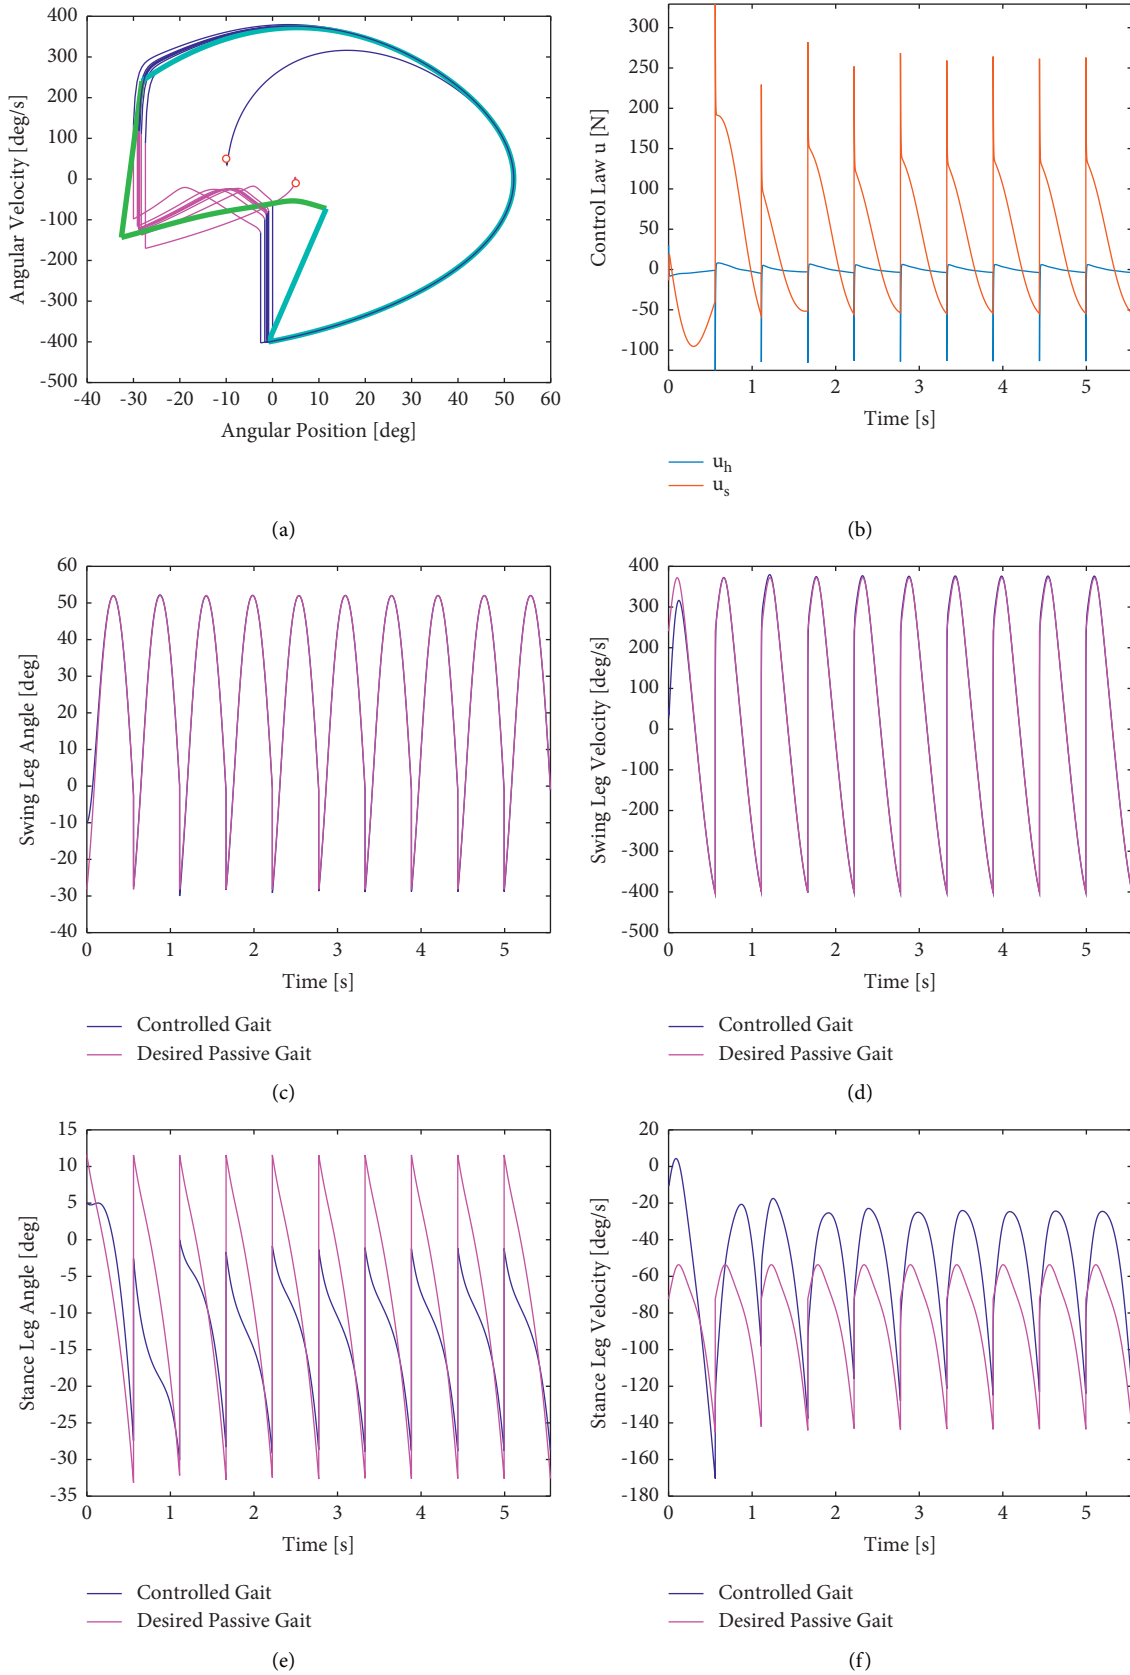 400
300
200
100
0
-100
-200
-300
-400
-500
Angular Velocity [deg/s]
-40 -30 -20 -10 0 10 20 30 40 50 60
Angular Position [deg]
(a)
300
250
200
150
100
50
0
-50
-100
Control Law u [N]
0 1 2 3 4 5
Time [s]
u_h
u_s
(b)
60
50
40
30
20
10
0
-10
-20
-30
-40
Swing Leg Angle [deg]
0 1 2 3 4 5
Time [s]
Controlled Gait
Desired Passive Gait
(c)
400
300
200
100
0
-100
-200
-300
-400
-500
Swing Leg Velocity [deg/s]
0 1 2 3 4 5
Time [s]
Controlled Gait
Desired Passive Gait
(d)
15
10
5
0
-5
-10
-15
-20
-25
-30
-35
Stance Leg Angle [deg]
0 1 2 3 4 5
Time [s]
Controlled Gait
Desired Passive Gait
(e)
20
0
-20
-40
-60
-80
-100
-120
-140
-160
-180
Stance Leg Velocity [deg/s]
0 1 2 3 4 5
Time [s]
Controlled Gait
Desired Passive Gait
(f)